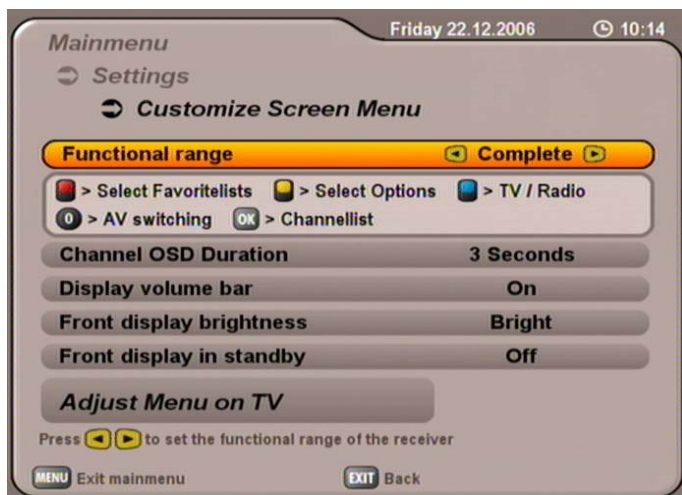 Friday 22.12.2006 10:14
Mainmenu
Settings
Customize Screen Menu
Functional range Complete
> Select Favoritelists > Select Options > TV / Radio
0 > AV switching OK > Channellist
Channel OSD Duration 3 Seconds
Display volume bar On
Front display brightness Bright
Front display in standby Off
Adjust Menu on TV
Press to set the functional range of the receiver
MENU Exit mainmenu EXIT Back